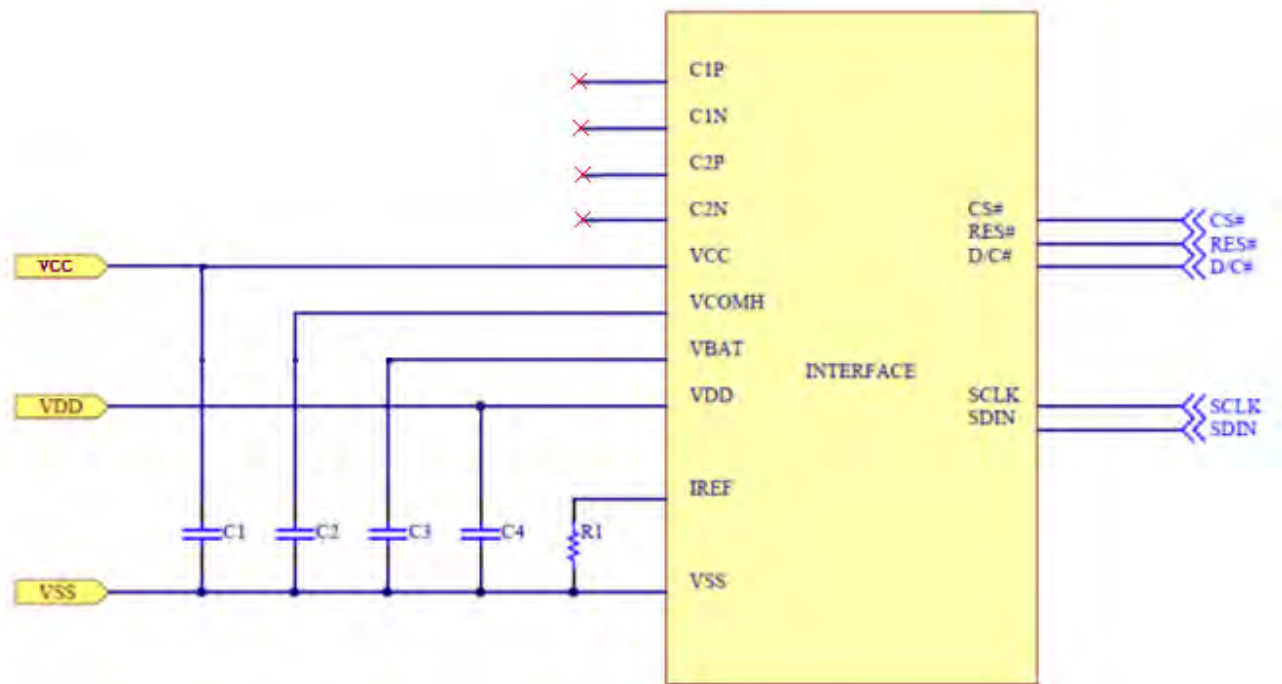 C1P
C1N
C2P
C2N
CS#
CS#
RES#
RES#
VCC
VCC
D/C#
D/C#
VCOMH
VBAT
INTERFACE
VDD
VDD
SCLK
SCLK
SDIN
SDIN
IREF
C1
C2
C3
C4
R1
VSS
VSS